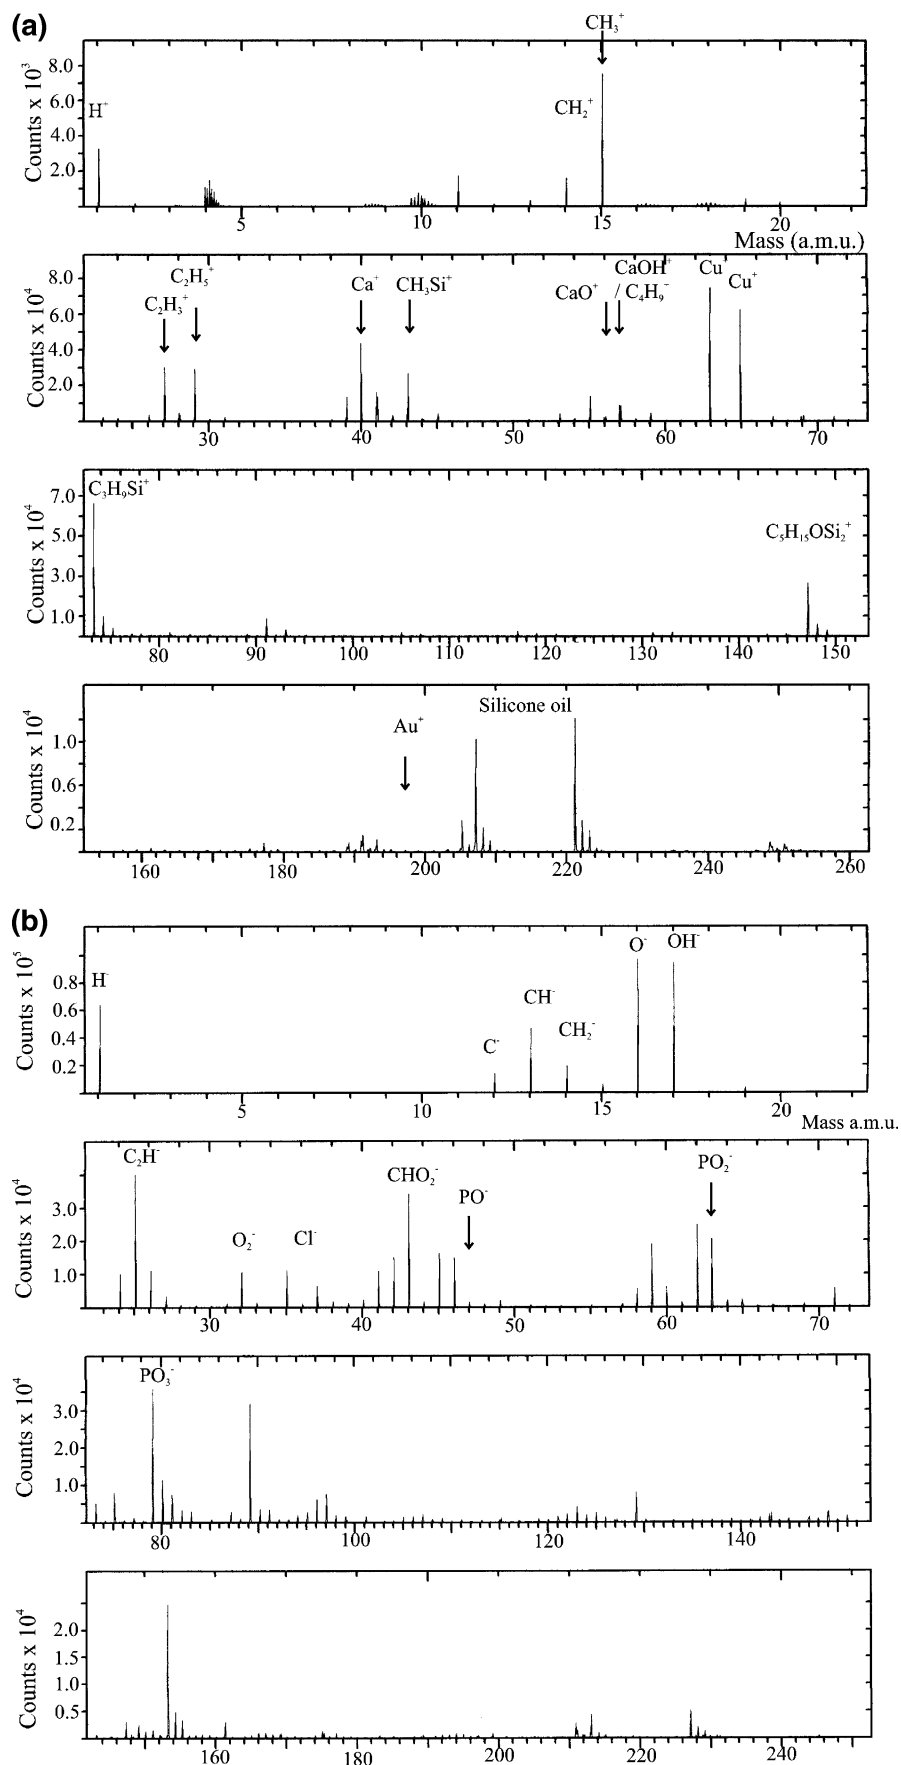 (a)
CH₃⁺
Counts x 10³
8.0
6.0
4.0
2.0
H⁺
CH₂⁺
5 10 15 20
Mass (a.m.u.)
Counts x 10⁴
8.0
6.0
4.0
2.0
C₂H₅⁺
C₂H₃⁺
Ca⁺
CH₃Si⁺
CaOH⁺
CaO⁺ / C₄H₉⁻
Cu⁺
Cu⁺
30 40 50 60 70
Counts x 10⁴
7.0
5.0
3.0
1.0
C₃H₉Si⁺
C₅H₁₅OSi₂⁺
80 90 100 110 120 130 140 150
Counts x 10⁴
1.0
0.6
0.2
Au⁺
Silicone oil
160 180 200 220 240 260
(b)
Counts x 10⁵
0.8
0.6
0.4
0.2
H⁻
C⁻
CH⁻
CH₂⁻
O⁻
OH⁻
5 10 15 20
Mass a.m.u.
Counts x 10⁴
3.0
2.0
1.0
C₂H⁻
O₂⁻
Cl⁻
CHO₂⁻
PO⁻
PO₂⁻
30 40 50 60 70
Counts x 10⁴
3.0
2.0
1.0
PO₃⁻
80 100 120 140
Counts x 10⁴
2.0
1.5
1.0
0.5
160 180 200 220 240